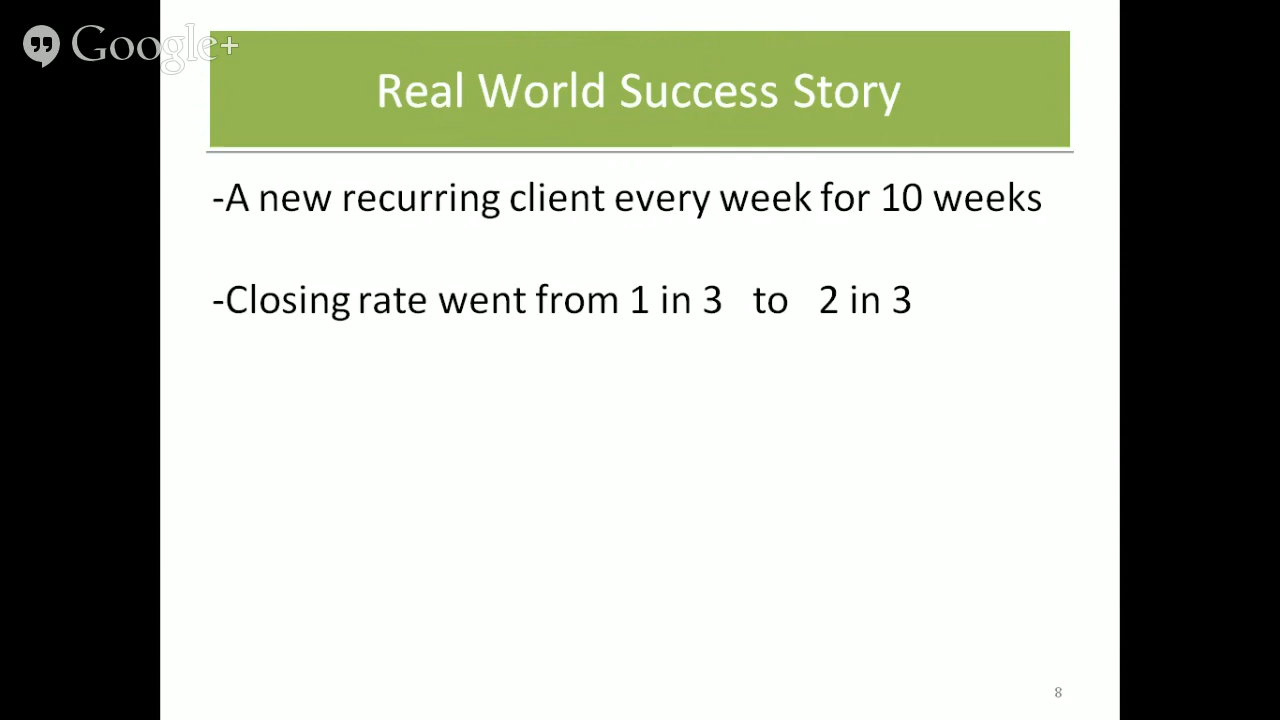 Google+
Real World Success Story
-A new recurring client every week for 10 weeks
-Closing rate went from 1 in 3 to 2 in 3
8